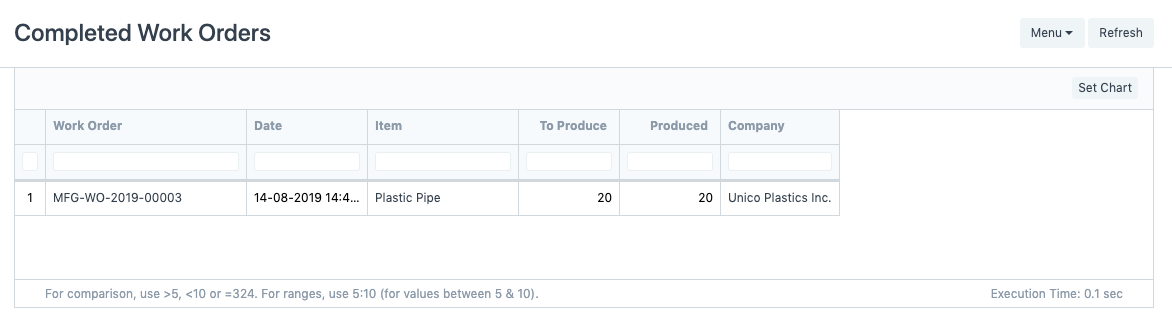 Completed Work Orders Menu Refresh
Set Chart
Work Order Date Item To Produce Produced Company
1 MFG-WO-2019-00003 14-08-2019 14:4... Plastic Pipe 20 20 Unico Plastics Inc.
For comparison, use >5, <10 or =324. For ranges, use 5:10 (for values between 5 & 10). Execution Time: 0.1 sec